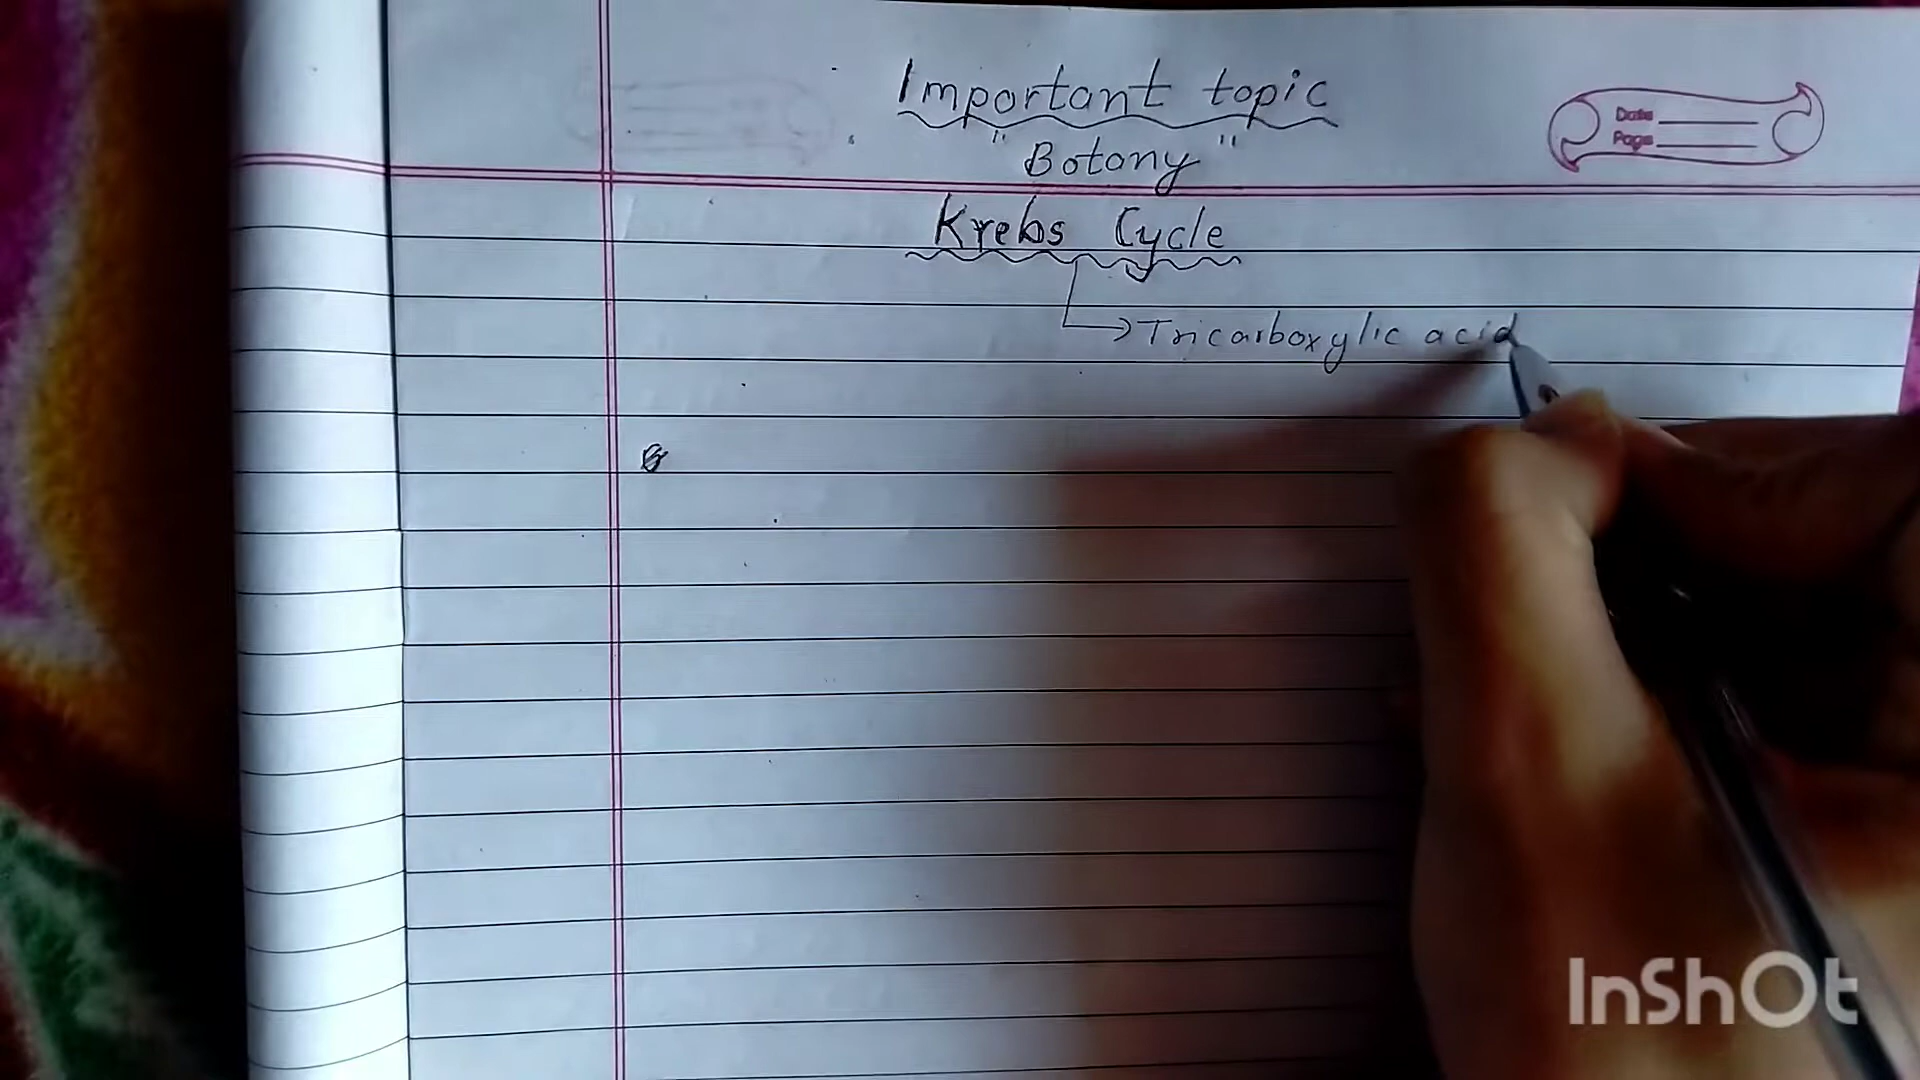 Important topic
"Botany"
Date
Page
Krebs Cycle
→ Tricarboxylic acid
InShOt